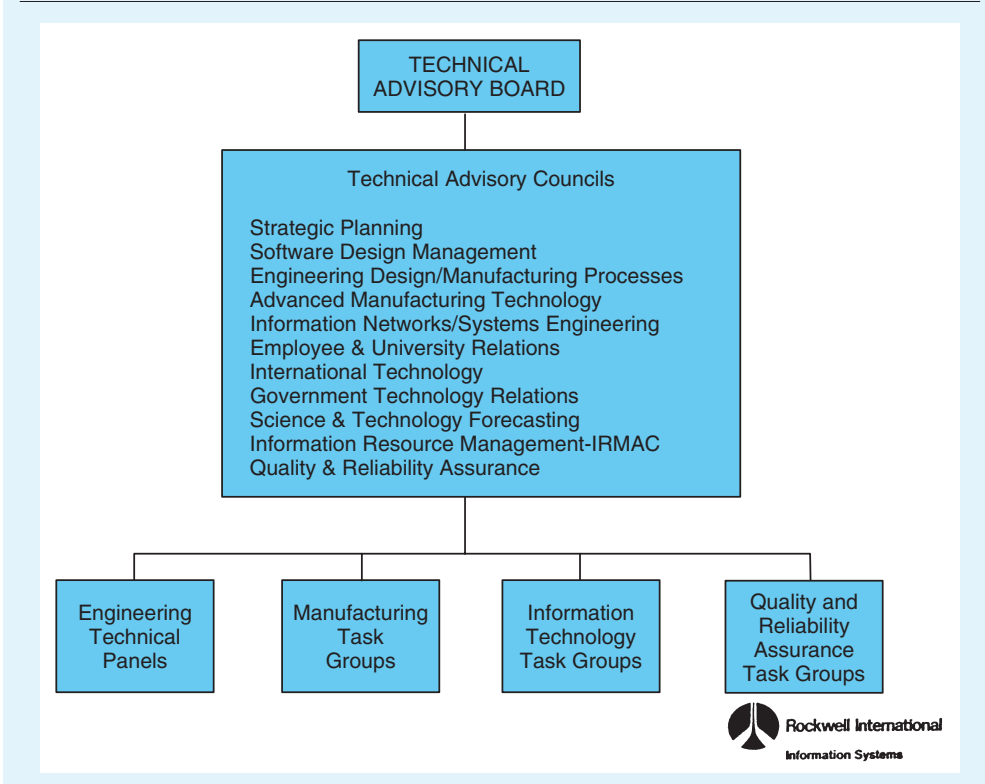 TECHNICAL
ADVISORY BOARD
Technical Advisory Councils
Strategic Planning
Software Design Management
Engineering Design/Manufacturing Processes
Advanced Manufacturing Technology
Information Networks/Systems Engineering
Employee & University Relations
International Technology
Government Technology Relations
Science & Technology Forecasting
Information Resource Management-IRMAC
Quality & Reliability Assurance
Engineering
Technical
Panels
Manufacturing
Task
Groups
Information
Technology
Task Groups
Quality and
Reliability
Assurance
Task Groups
Rockwell International
Information Systems